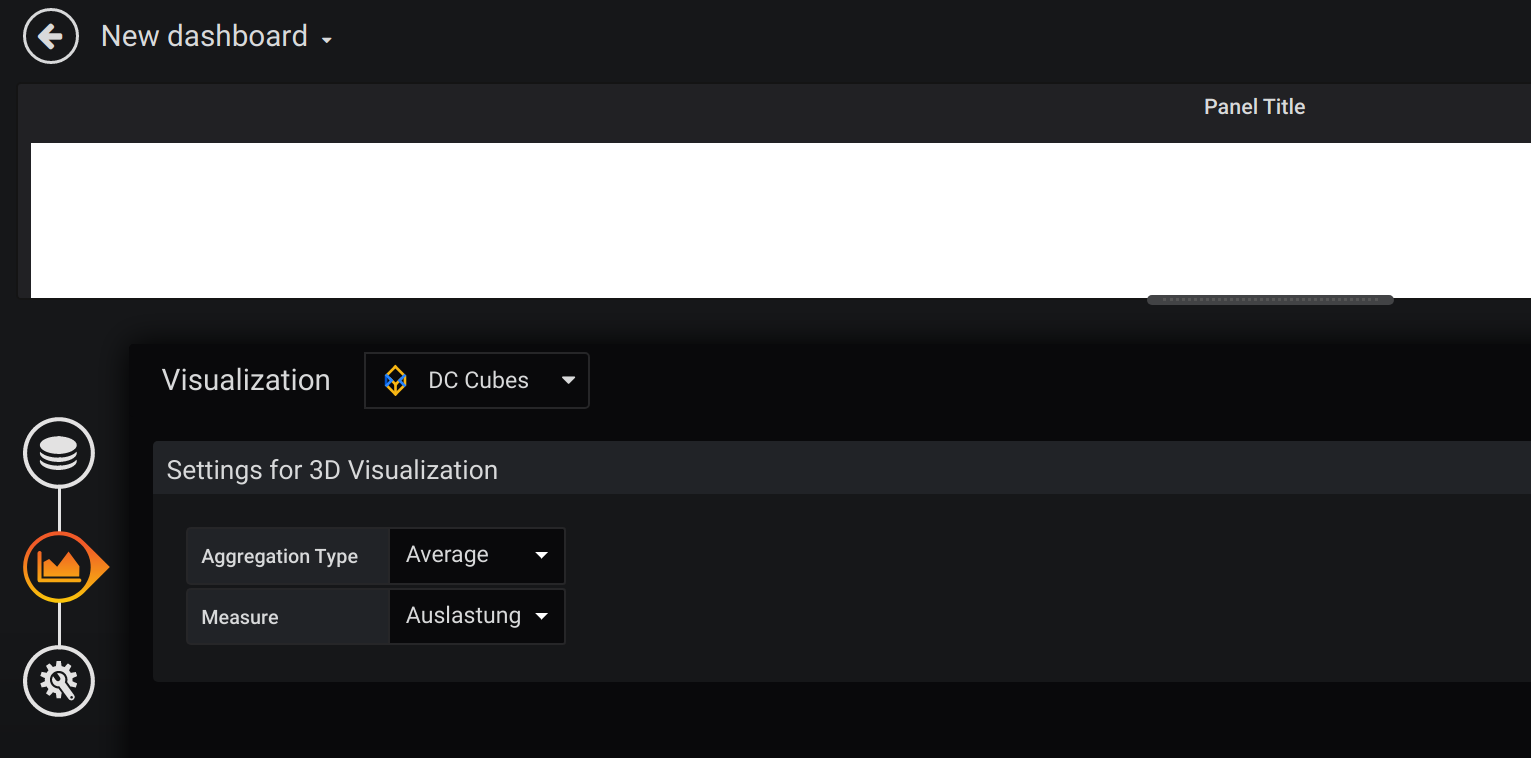 New dashboard
Panel Title
Visualization DC Cubes
Settings for 3D Visualization
Aggregation Type Average
Measure Auslastung